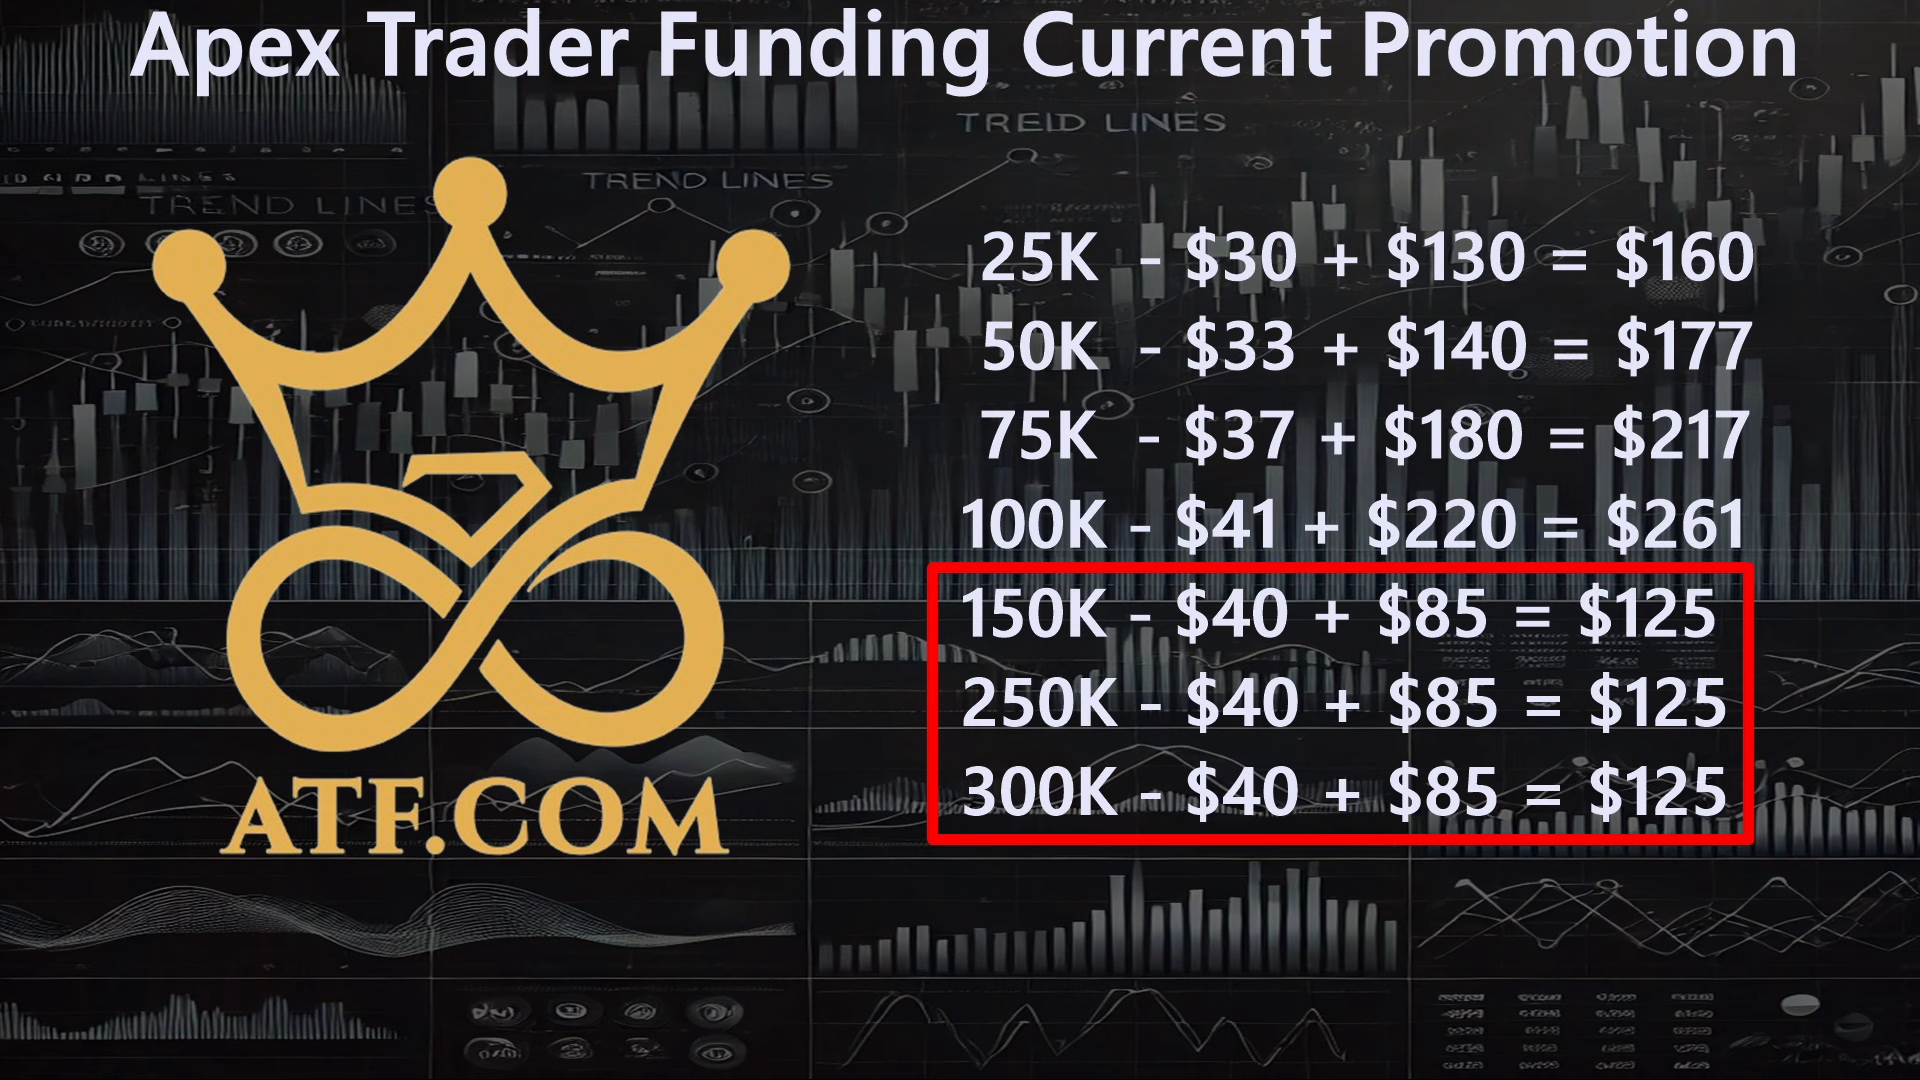 Apex Trader Funding Current Promotion
TREID LINES
TREND LINES
TREND LINES
25K - $30 + $130 = $160
50K - $33 + $140 = $177
75K - $37 + $180 = $217
100K - $41 + $220 = $261
150K - $40 + $85 = $125
250K - $40 + $85 = $125
300K - $40 + $85 = $125
ATF.COM